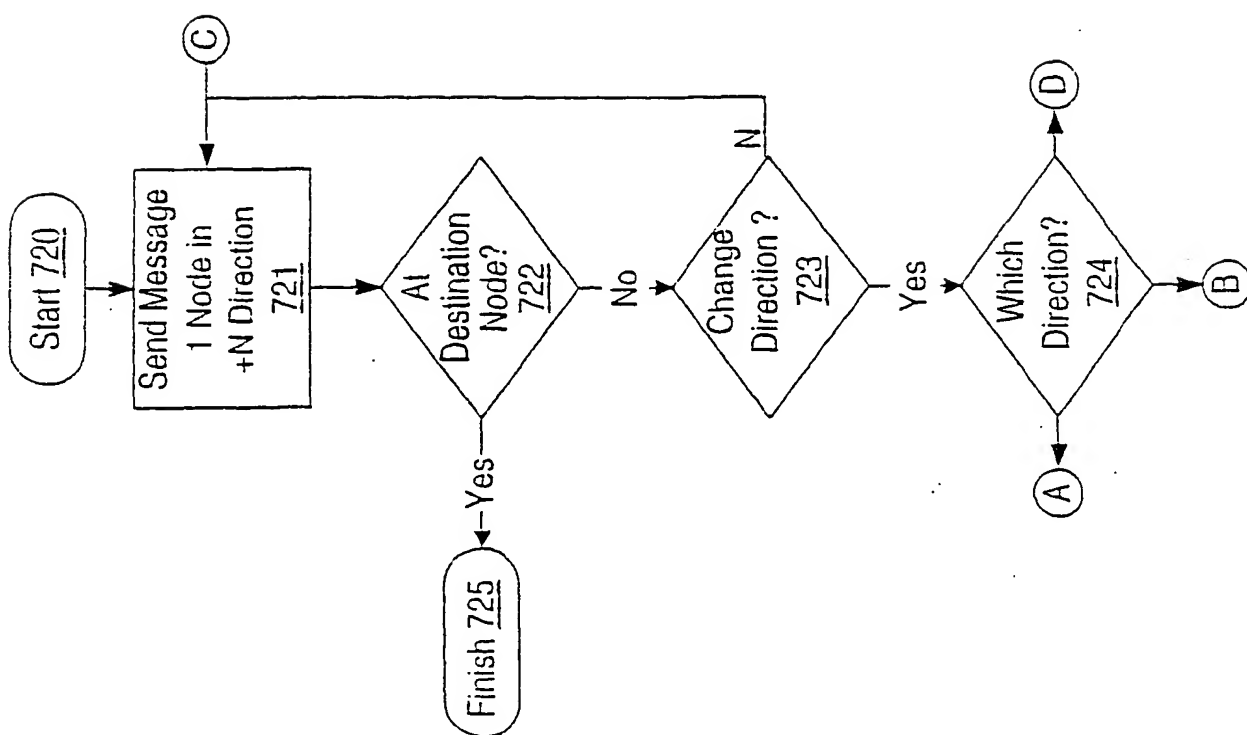 Start 720
C
Send Message
1 Node in
+N Direction
721
At
Destination
Node?
722
Yes
Finish 725
No
Change
Direction ?
723
N
Yes
Which
Direction?
724
A
D
B